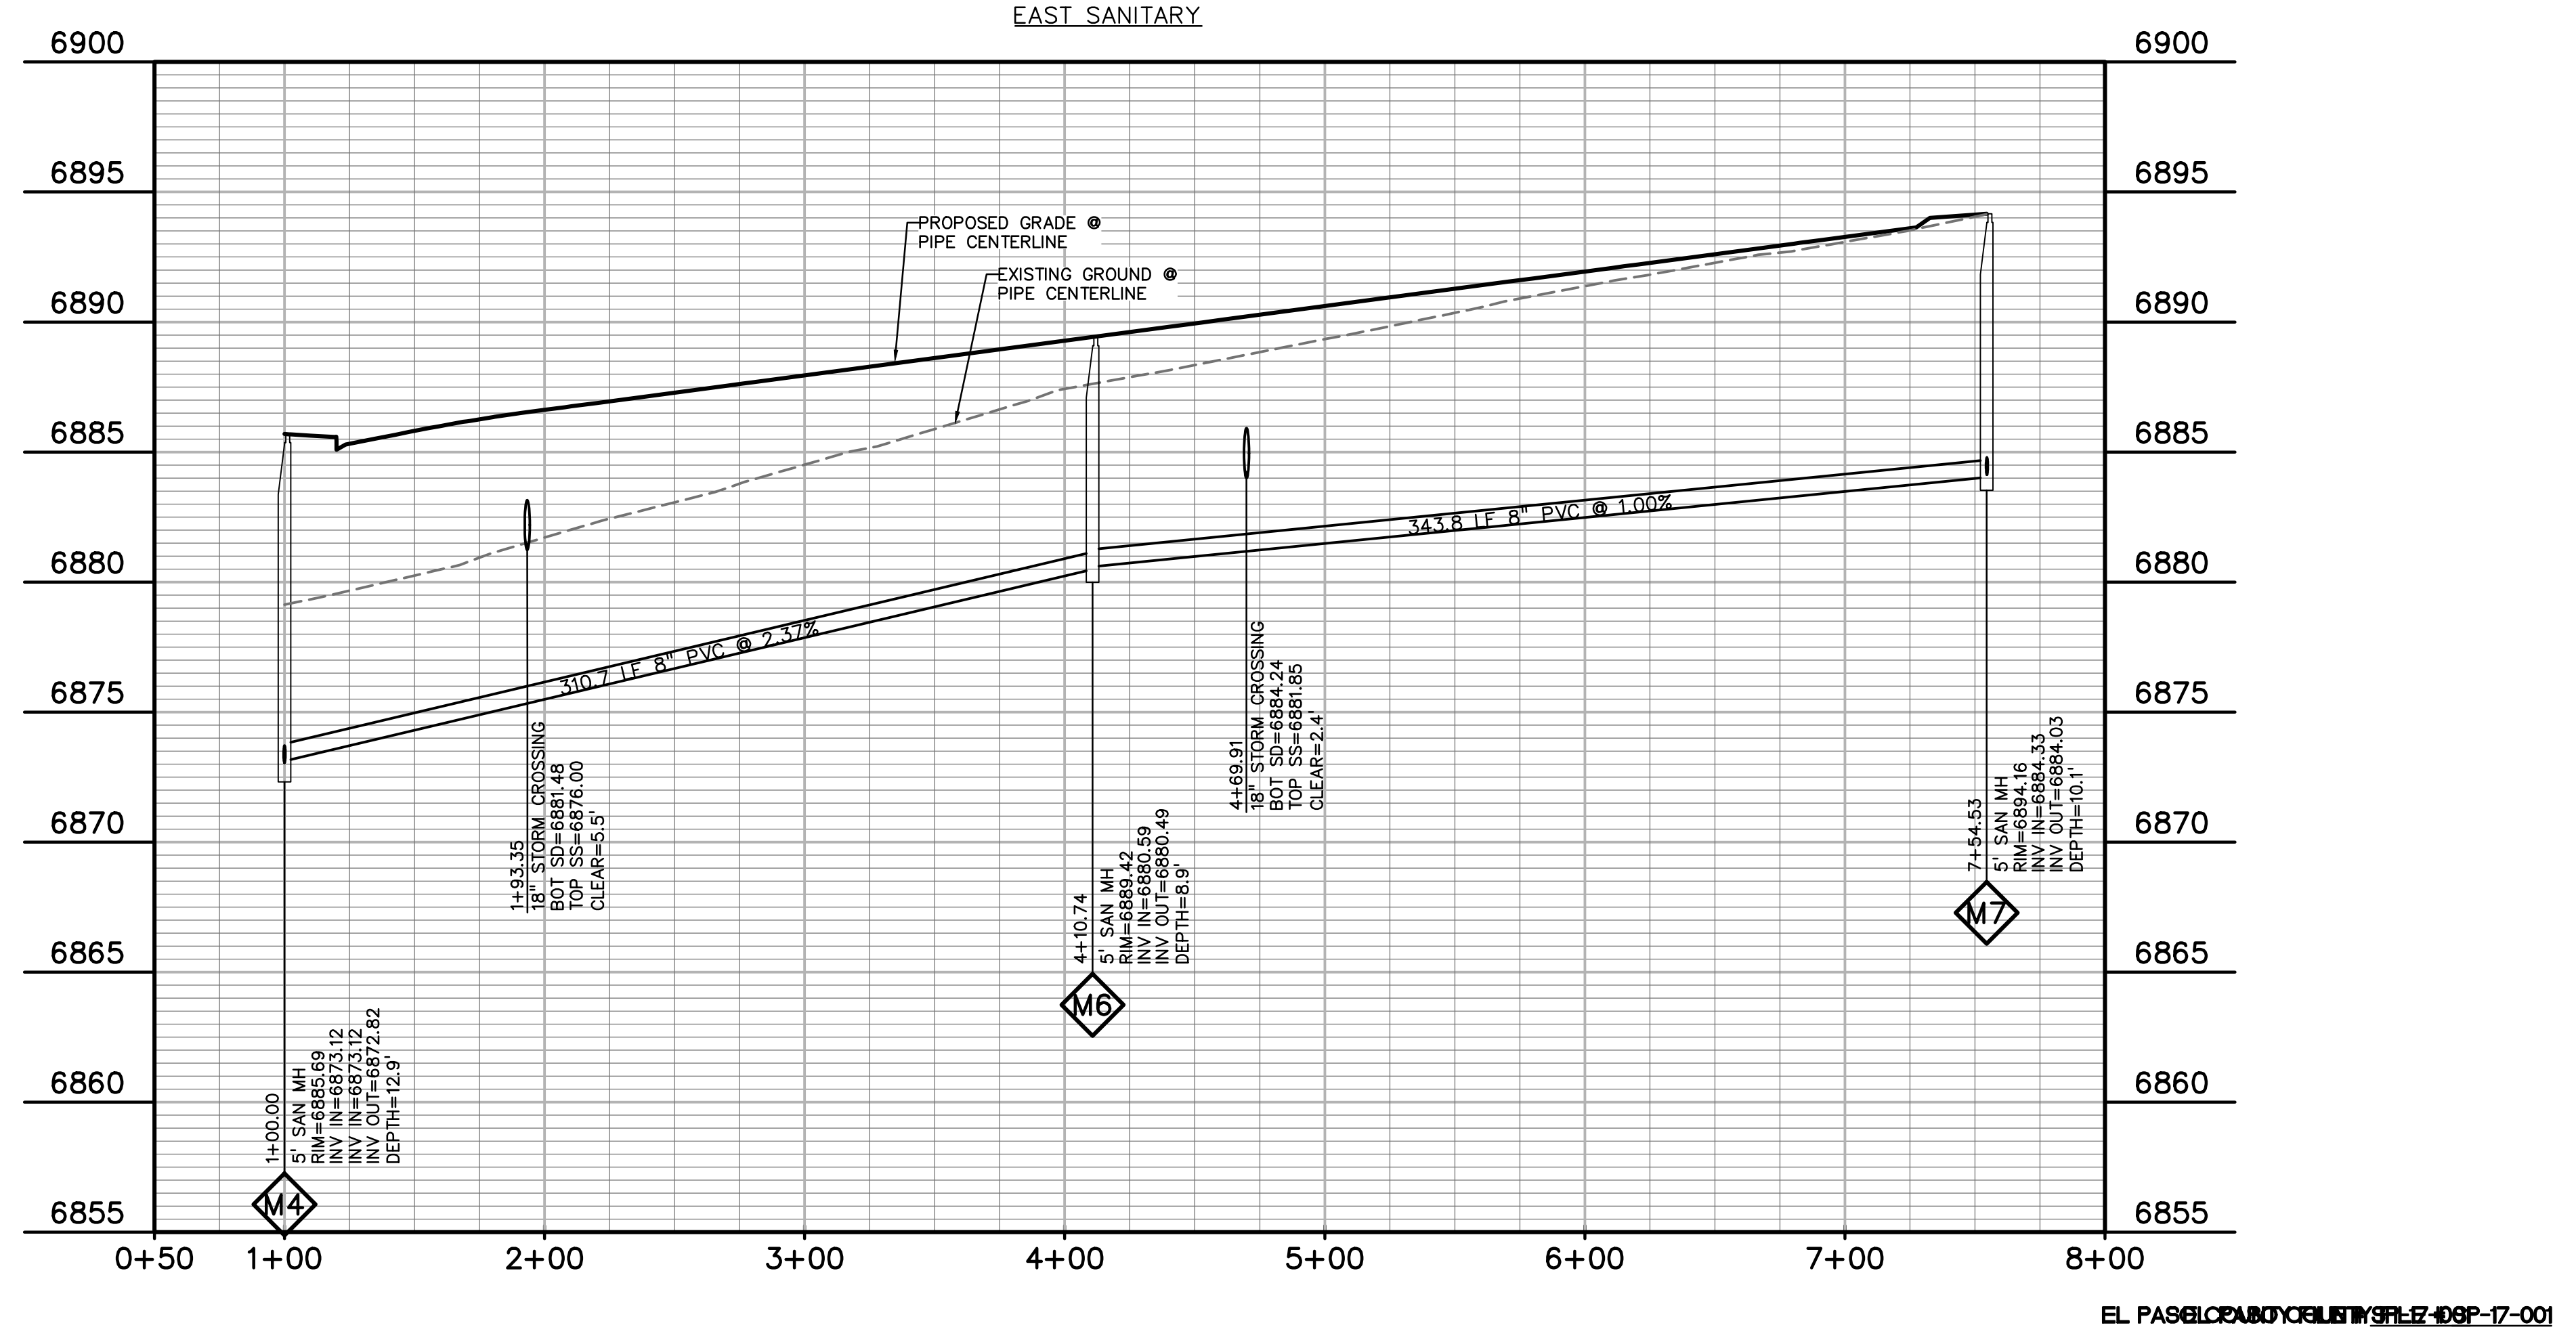 EAST SANITARY
6900
6900
6895
6895
PROPOSED GRADE @
PIPE CENTERLINE
EXISTING GROUND @
PIPE CENTERLINE
6890
6890
6885
6885
343.8 LF 8" PVC @ 1.00%
6880
6880
310.7 LF 8" PVC @ 2.37%
6875
6875
6870
6870
6865
6865
6860
6860
6855
6855
1+00.00
5' SAN MH
RIM=6885.69
INV IN=6873.12
INV IN=6873.12
INV OUT=6872.82
DEPTH=12.9'
M4
1+93.35
18" STORM CROSSING
BOT SD=6881.48
TOP SS=6876.00
CLEAR=5.5'
4+10.74
5' SAN MH
RIM=6889.42
INV IN=6880.59
INV OUT=6880.49
DEPTH=8.9'
M6
4+69.91
18" STORM CROSSING
BOT SD=6884.24
TOP SS=6881.85
CLEAR=2.4'
7+54.53
5' SAN MH
RIM=6894.16
INV IN=6884.33
INV OUT=6884.03
DEPTH=10.1'
M7
0+50 1+00 2+00 3+00 4+00 5+00 6+00 7+00 8+00
EL PASO